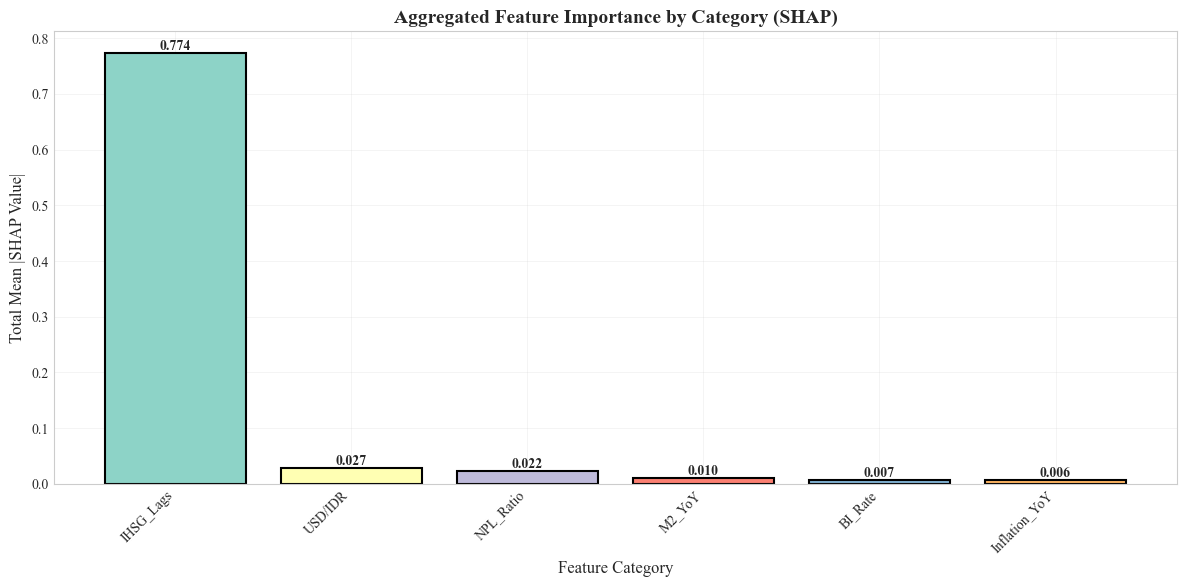 Aggregated Feature Importance by Category (SHAP)
Total Mean |SHAP Value|
0.8
0.7
0.6
0.5
0.4
0.3
0.2
0.1
0.0
0.774
0.027
0.022
0.010
0.007
0.006
IHSG_Lags
USD/IDR
NPL_Ratio
M2_YoY
BI_Rate
Inflation_YoY
Feature Category